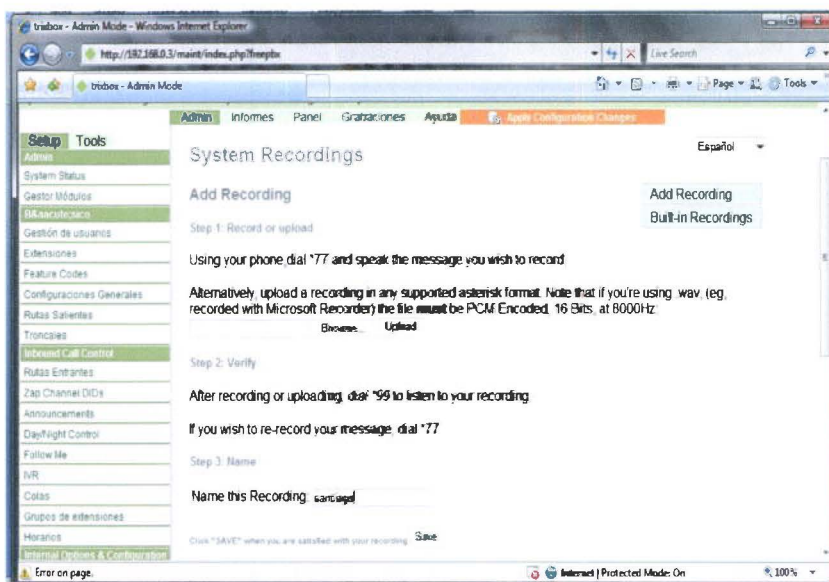 trixbox - Admin Mode - Windows Internet Explorer
http://192.168.0.3/maint/index.php?freepbx
Live Search
trixbox - Admin Mode
Page Tools
Admin Informes Panel Grabaciones Ayuda Apply Configuration Changes
Setup Tools
Español
Admin
System Recordings
System Status
Add Recording
Gestor Módulos
Add Recording
B&aacute;sico
Built-in Recordings
Gestión de usuarios
Step 1: Record or upload
Extensiones
Using your phone, dial *77 and speak the message you wish to record
Feature Codes
Configuraciones Generales
Alternatively, upload a recording in any supported asterisk format. Note that if you're using .wav, (eg,
Rutas Salientes
recorded with Microsoft Recorder) the file must be PCM Encoded, 16 Bits, at 8000Hz:
Troncales
Browse... Upload
Inbound Call Control
Step 2: Verify
Rutas Entrantes
Zap Channel DIDs
After recording or uploading, dial *99 to listen to your recording
Announcements
Day/Night Control
If you wish to re-record your message, dial *77
Follow Me
Step 3: Name
IVR
Colas
Name this Recording: santiago
Grupos de extensiones
Horarios
Click "SAVE" when you are satisfied with your recording Save
Internal Options & Configuration
Error on page.
Internet | Protected Mode: On
100%